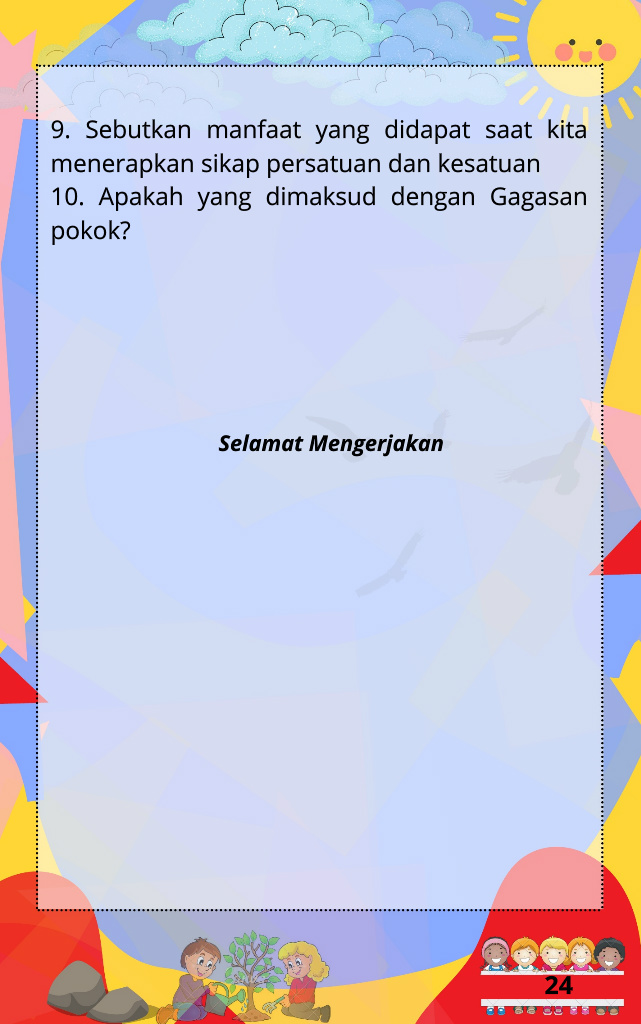 9. Sebutkan manfaat yang didapat saat kita
menerapkan sikap persatuan dan kesatuan
10. Apakah yang dimaksud dengan Gagasan
pokok?
Selamat Mengerjakan
24